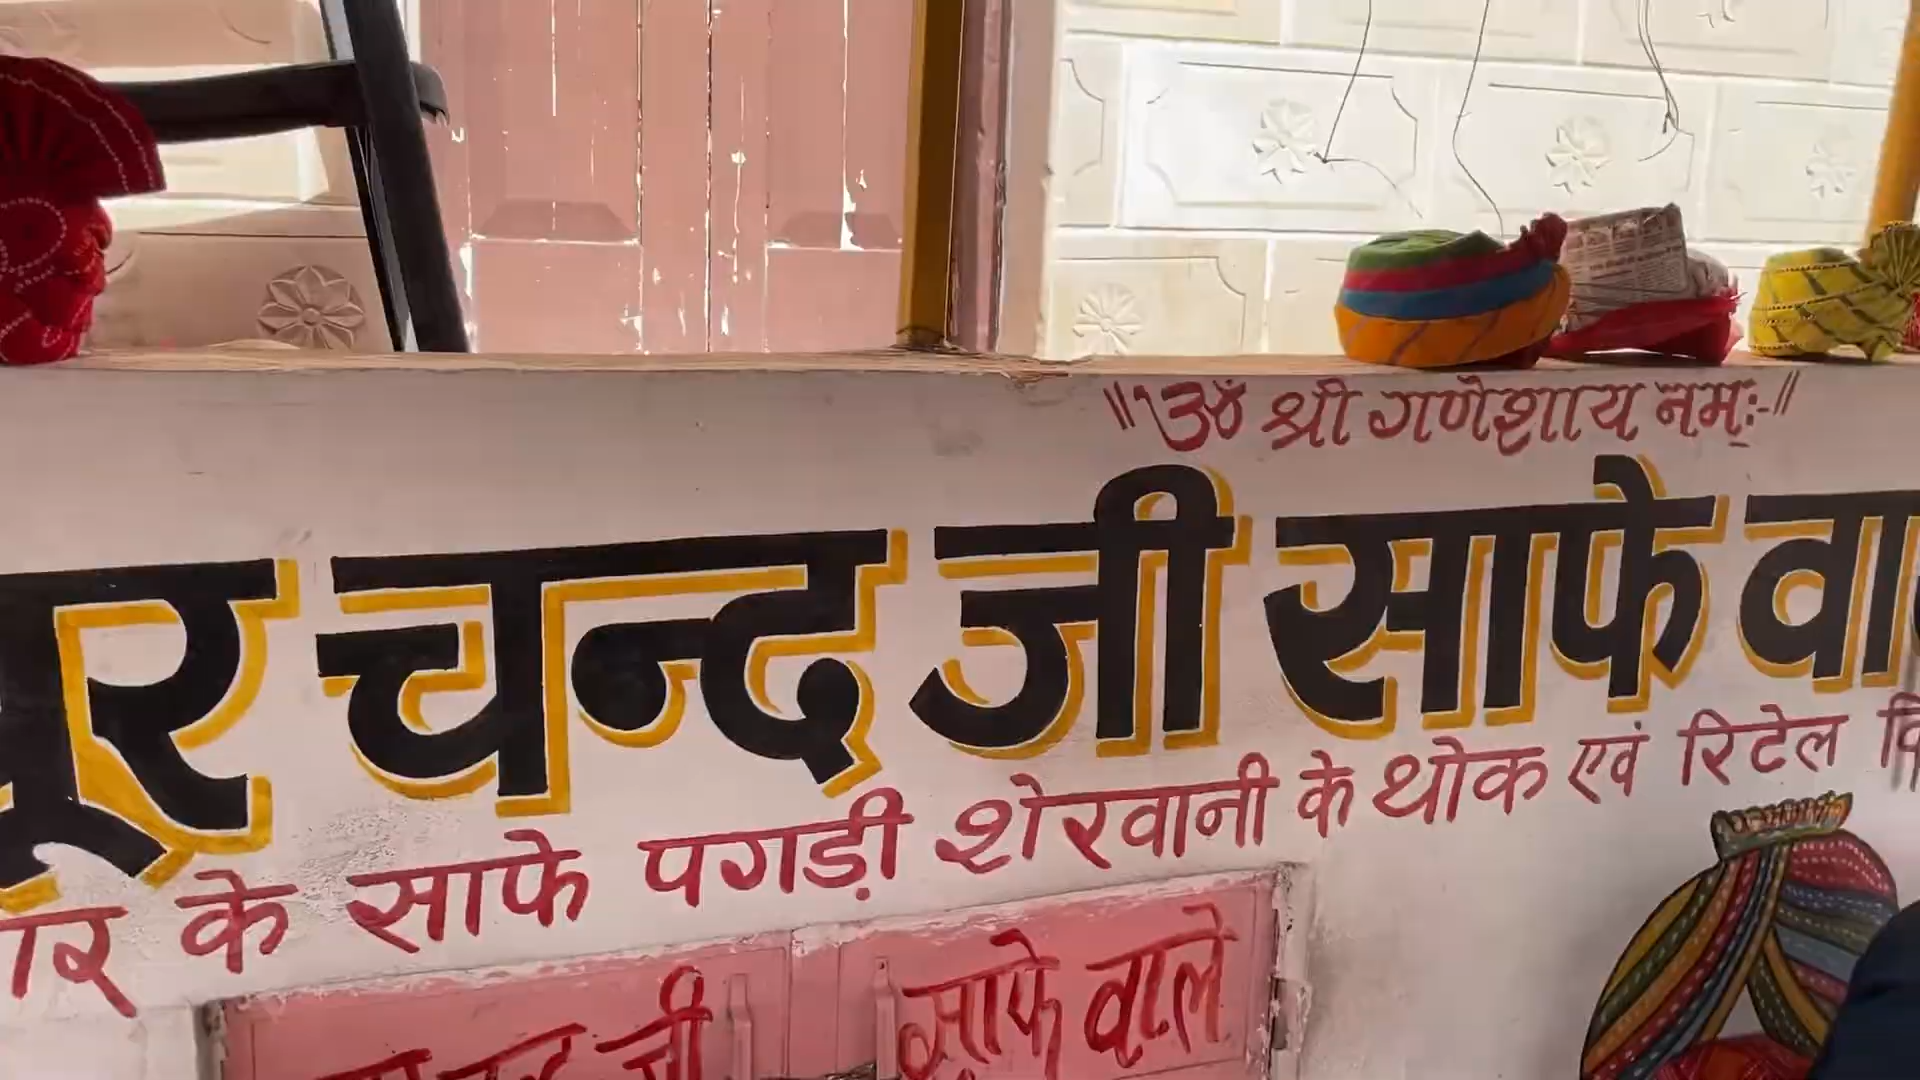 ॥ ॐ श्री गणेशाय नमः ॥
चन्द जी साफे
के साफे पगड़ी शेरवानी के थोक एवं रिटेल
जी साफे वाले